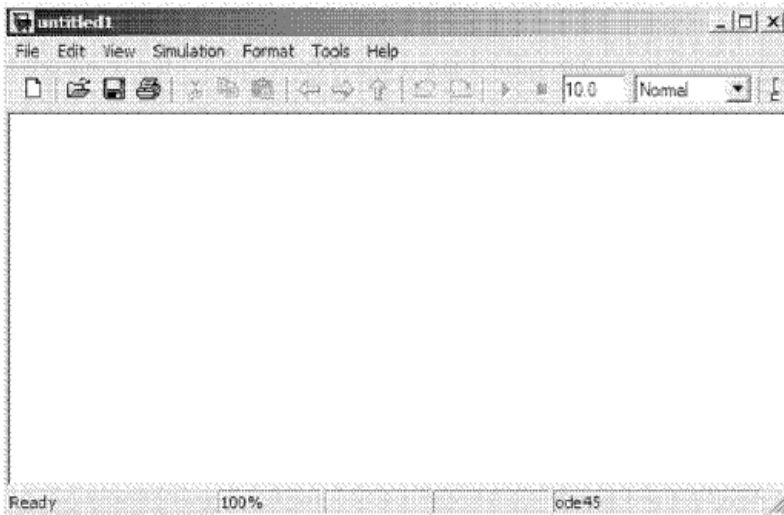 untitled1
File Edit View Simulation Format Tools Help
10.0 Normal
Ready 100% ode45